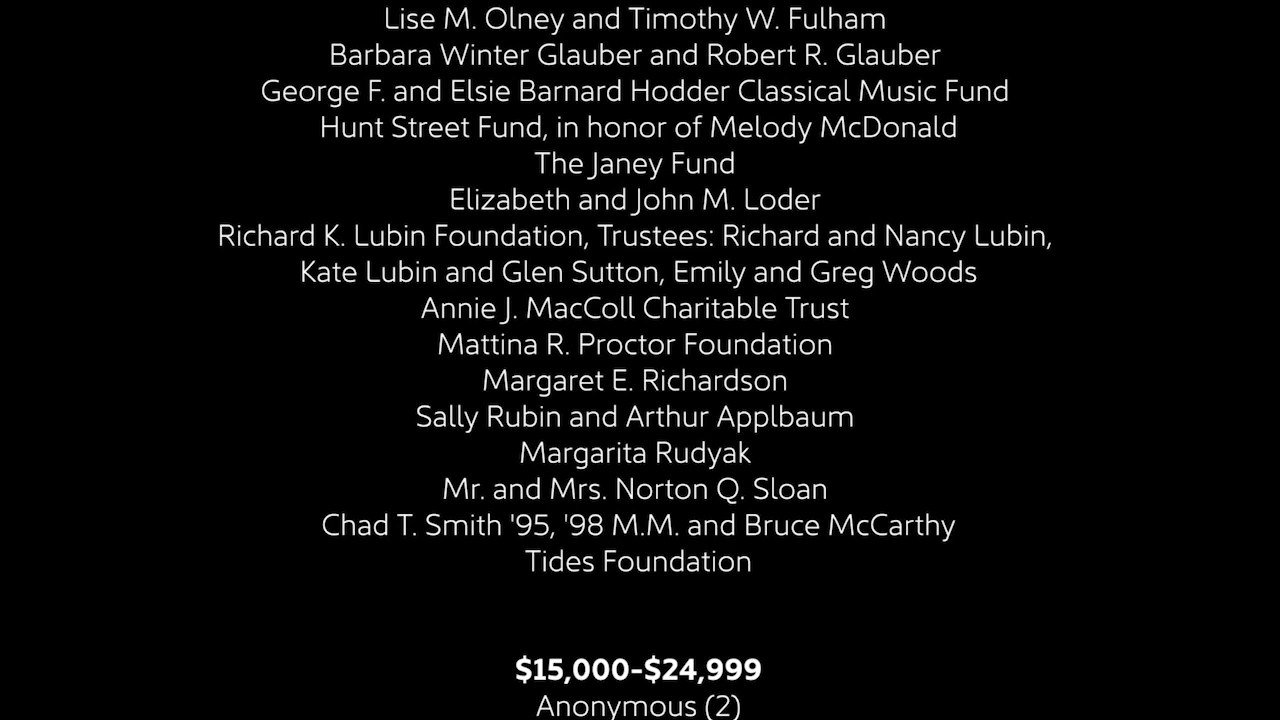 Lise M. Olney and Timothy W. Fulham
Barbara Winter Glauber and Robert R. Glauber
George F. and Elsie Barnard Hodder Classical Music Fund
Hunt Street Fund, in honor of Melody McDonald
The Janey Fund
Elizabeth and John M. Loder
Richard K. Lubin Foundation, Trustees: Richard and Nancy Lubin,
Kate Lubin and Glen Sutton, Emily and Greg Woods
Annie J. MacColl Charitable Trust
Mattina R. Proctor Foundation
Margaret E. Richardson
Sally Rubin and Arthur Applbaum
Margarita Rudyak
Mr. and Mrs. Norton Q. Sloan
Chad T. Smith '95, '98 M.M. and Bruce McCarthy
Tides Foundation
$15,000-$24,999
Anonymous (2)